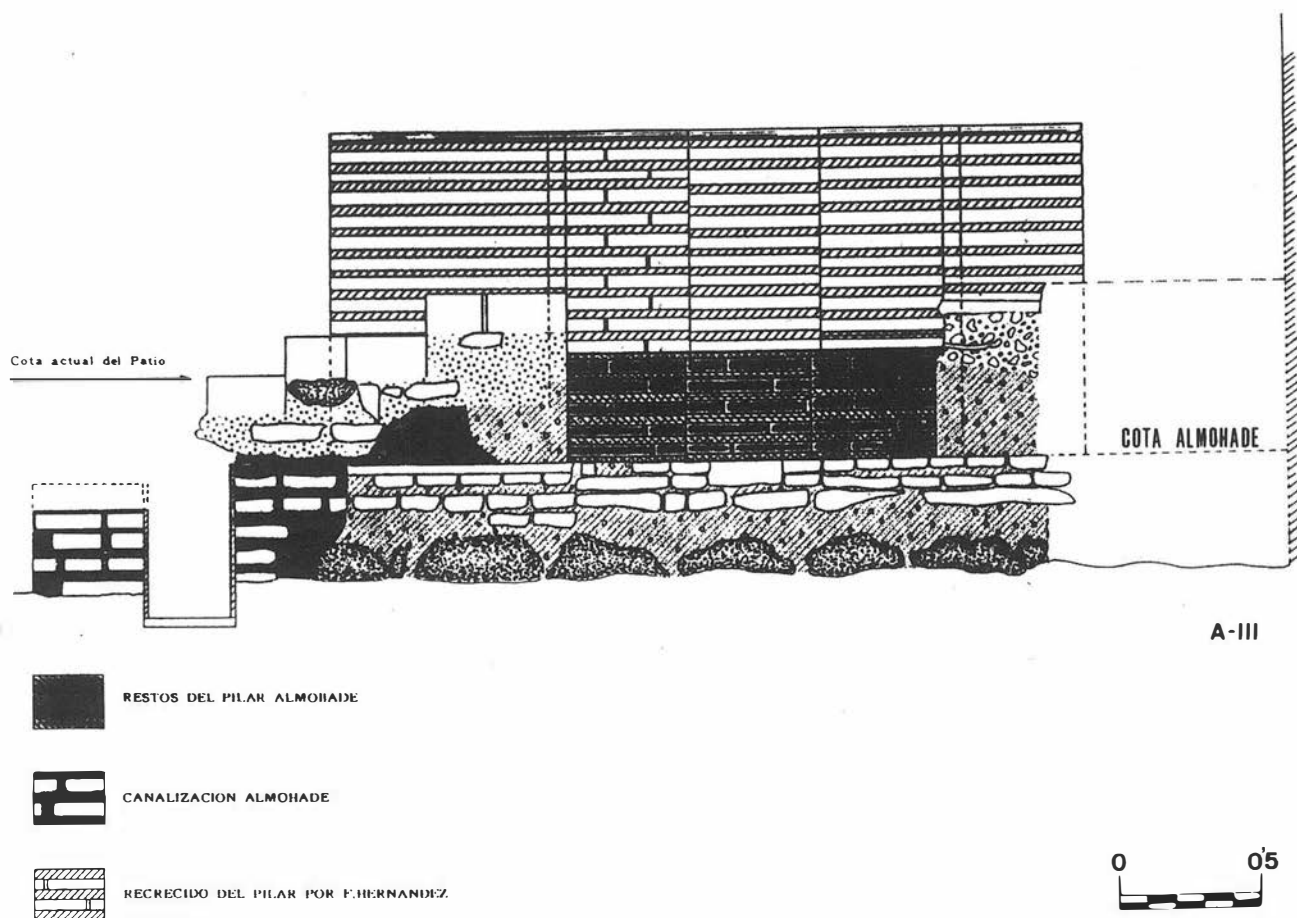 Cota actual del Patio
COTA ALMOHADE
A-III
RESTOS DEL PILAR ALMOHADE
CANALIZACION ALMOHADE
RECRECIDO DEL PILAR POR F.HERNANDEZ
0 0'5